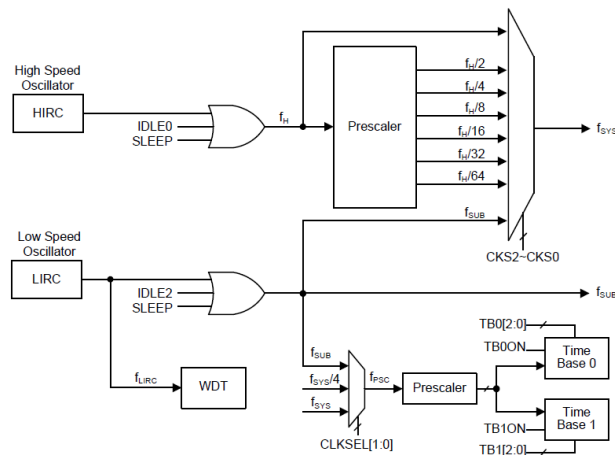 High Speed
Oscillator
HIRC
IDLE0
SLEEP
fH
Prescaler
fH/2
fH/4
fH/8
fH/16
fH/32
fH/64
fSUB
fSYS
CKS2~CKS0
Low Speed
Oscillator
LIRC
IDLE2
SLEEP
fSUB
fLIRC
WDT
fSUB
fSYS/4
fSYS
fPSC
CLKSEL[1:0]
Prescaler
TB0[2:0]
TB0ON
Time
Base 0
TB1ON
TB1[2:0]
Time
Base 1